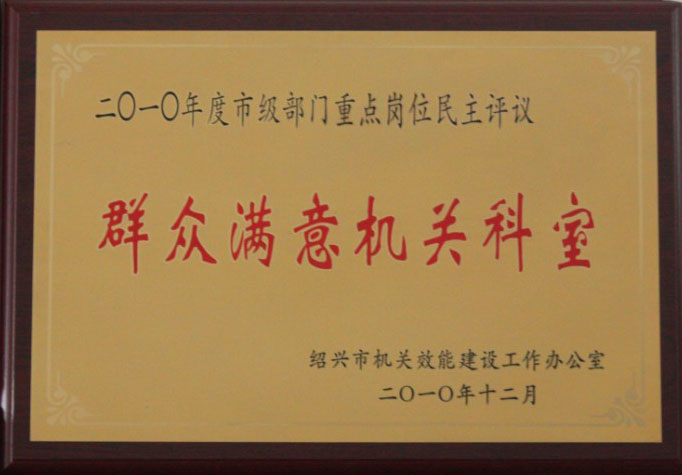 二〇一〇年度市级部门重点岗位民主评议
群众满意机关科室
绍兴市机关效能建设工作办公室
二〇一〇年十二月